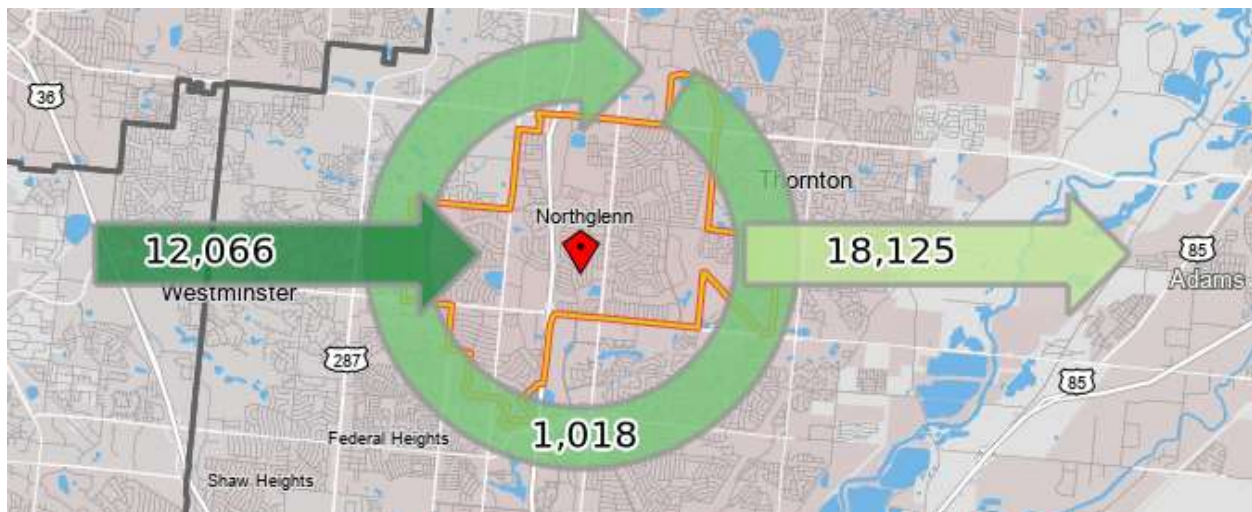 36
Thornton
Northglenn
12,066
18,125
85
Adams
Westminster
287
85
1,018
Federal Heights
Shaw Heights